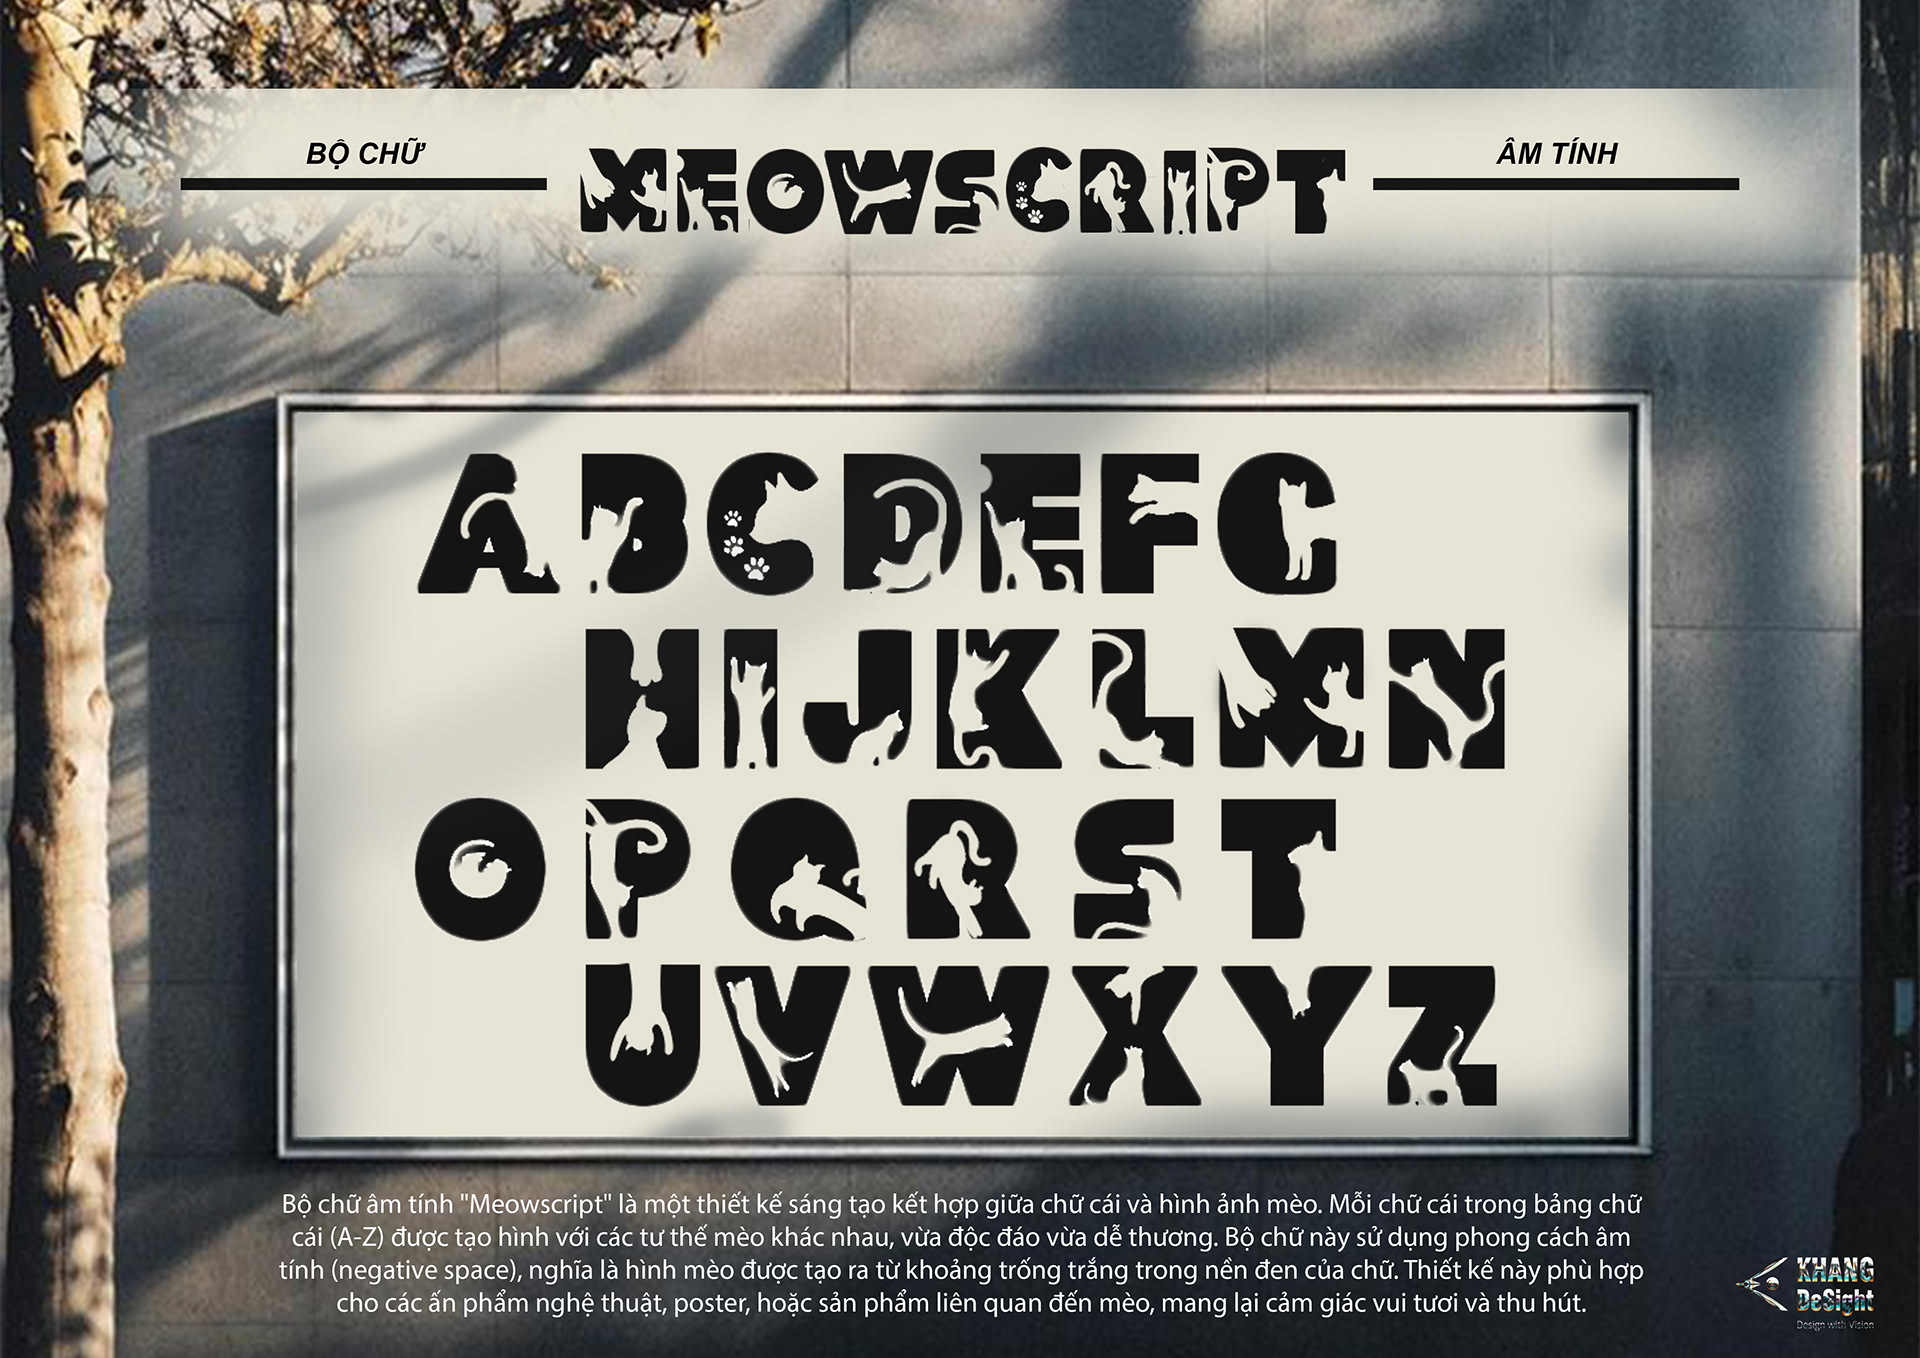 BỘ CHỮ
MEOWSCRIPT
ÂM TÍNH
ABCDEFG
HIJKLMN
OPQRST
UVWXYZ
Bộ chữ âm tính "Meowscript" là một thiết kế sáng tạo kết hợp giữa chữ cái và hình ảnh mèo. Mỗi chữ cái trong bảng chữ
cái (A-Z) được tạo hình với các tư thế mèo khác nhau, vừa độc đáo vừa dễ thương. Bộ chữ này sử dụng phong cách âm
tính (negative space), nghĩa là hình mèo được tạo ra từ khoảng trống trắng trong nền đen của chữ. Thiết kế này phù hợp
cho các ấn phẩm nghệ thuật, poster, hoặc sản phẩm liên quan đến mèo, mang lại cảm giác vui tươi và thu hút.
KHANG
DeSight
Design with Vision